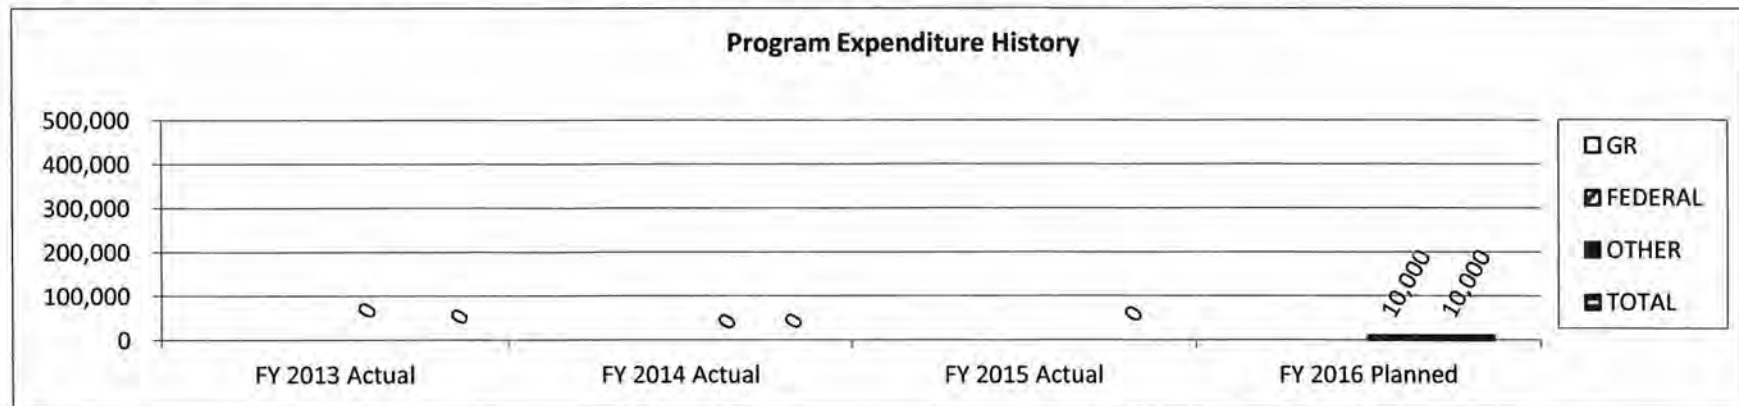 Program Expenditure History
500,000
400,000
300,000
200,000
100,000
0
0 0 0 0 0 10,000 10,000
FY 2013 Actual FY 2014 Actual FY 2015 Actual FY 2016 Planned
GR
FEDERAL
OTHER
TOTAL